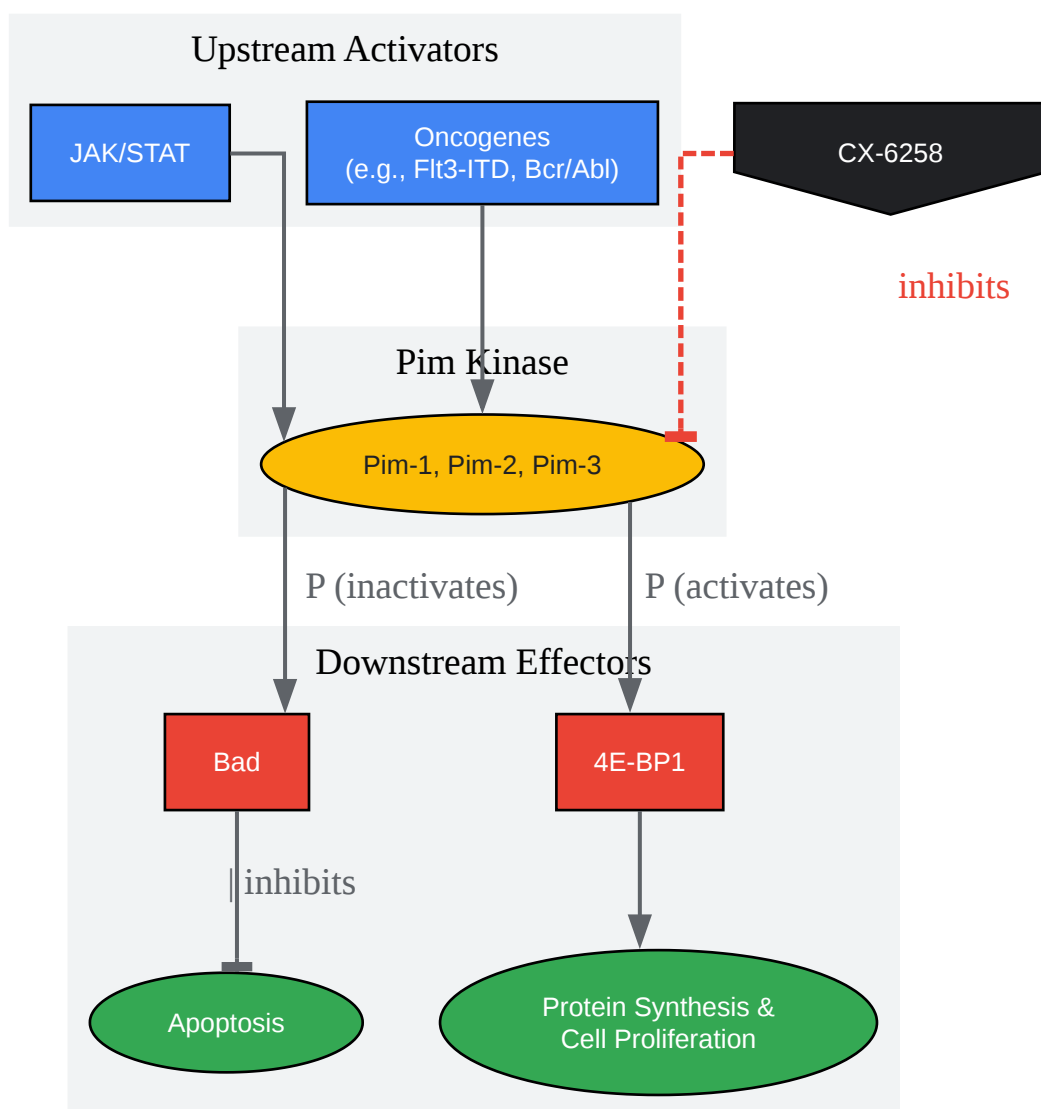 Upstream Activators
JAK/STAT
Oncogenes
(e.g., Flt3-ITD, Bcr/Abl)
CX-6258
inhibits
Pim Kinase
Pim-1, Pim-2, Pim-3
P (inactivates)
P (activates)
Downstream Effectors
Bad
4E-BP1
| inhibits
Apoptosis
Protein Synthesis &
Cell Proliferation